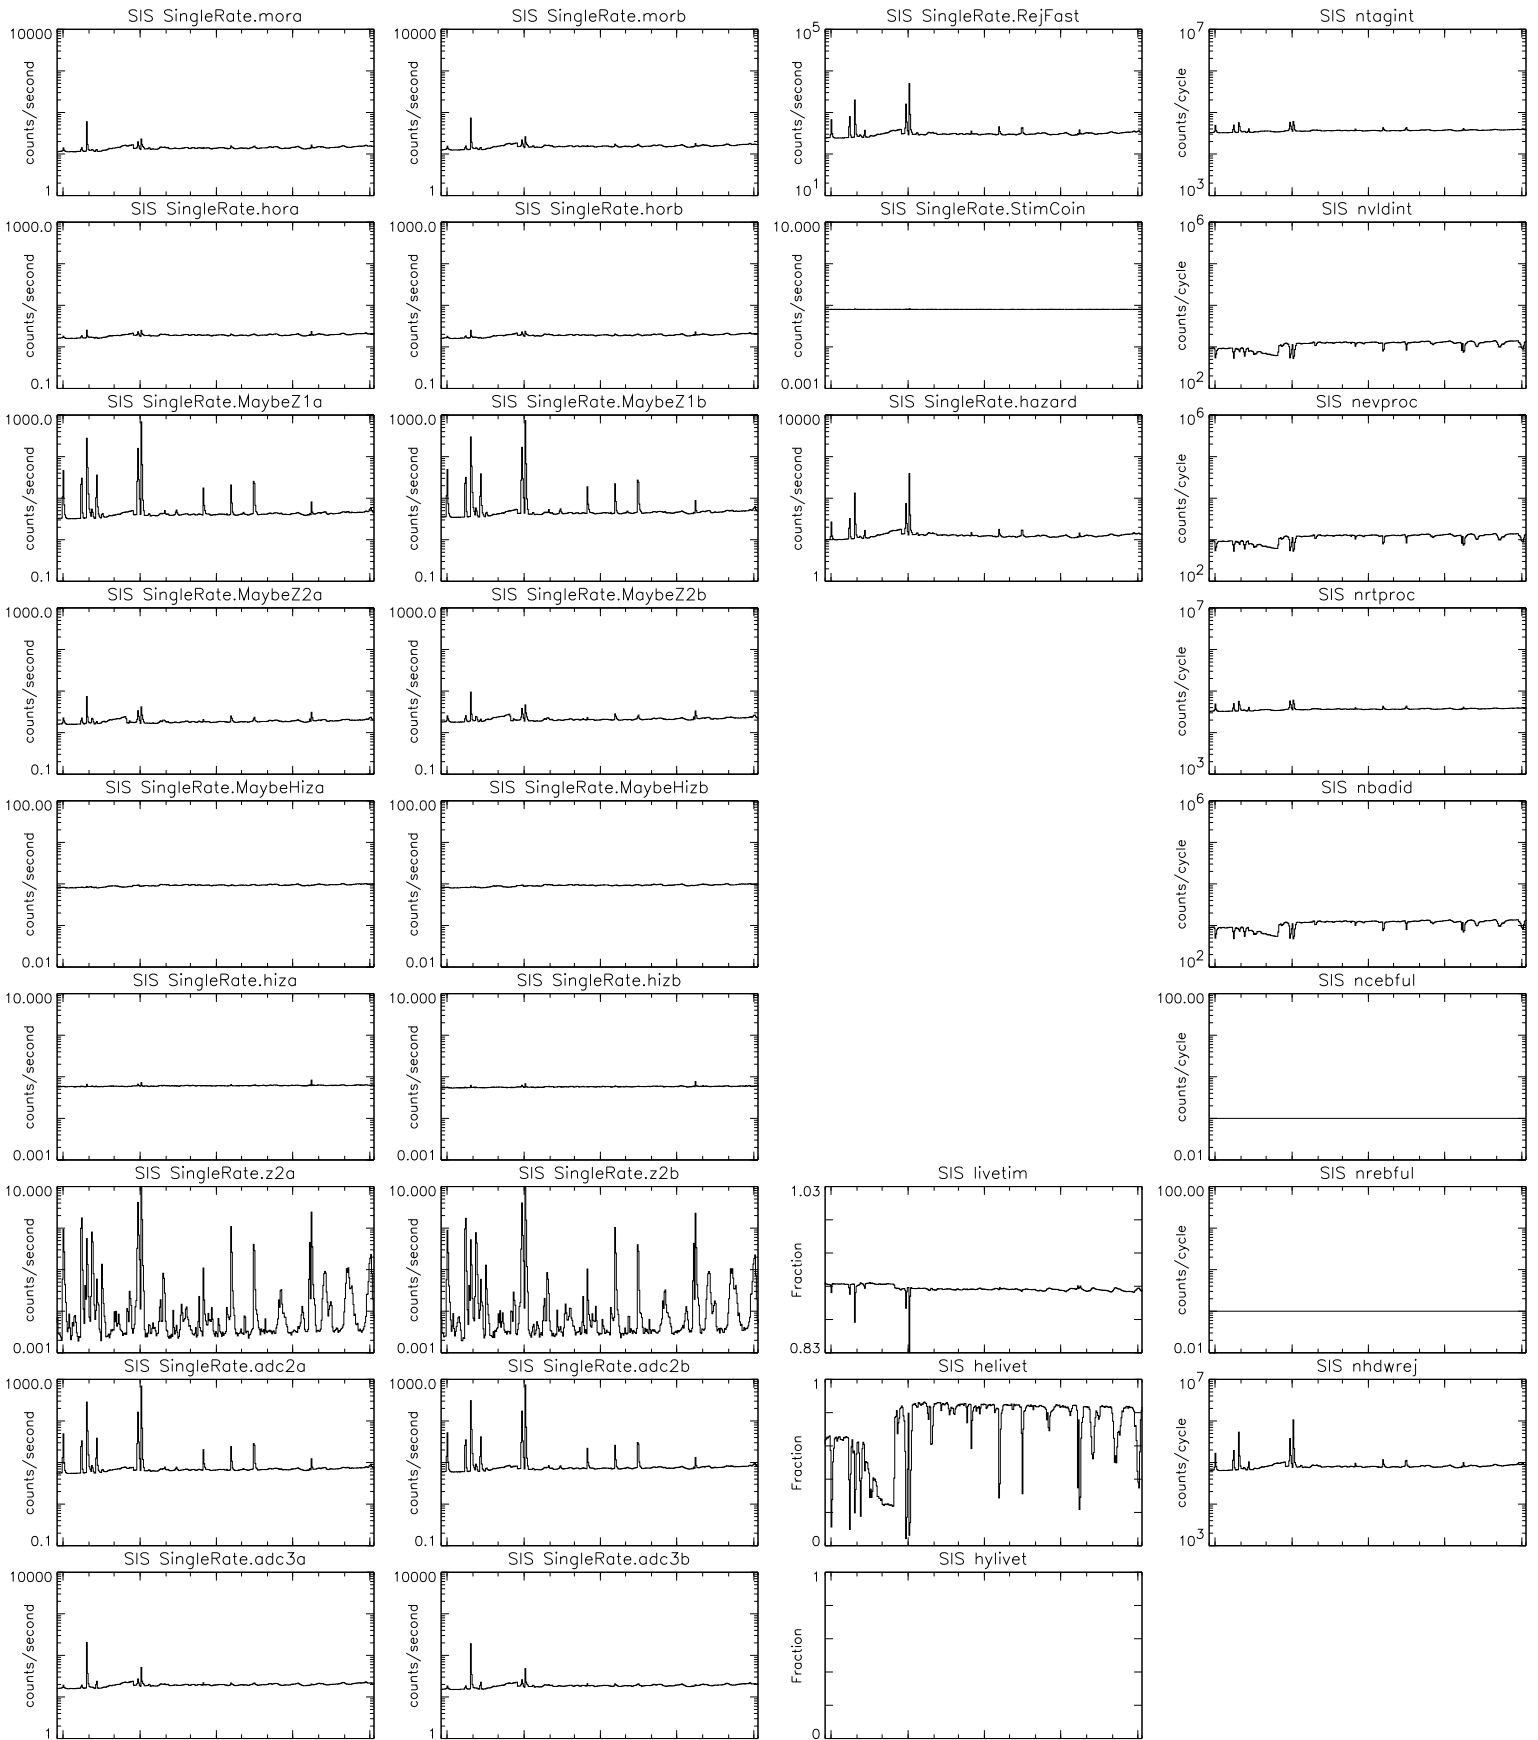 SIS SingleRate.mora
10000
counts/second
1
SIS SingleRate.morb
10000
counts/second
1
SIS SingleRate.RejFast
10^5
counts/second
10^1
SIS ntagint
10^7
counts/cycle
10^3
SIS SingleRate.hora
1000.0
counts/second
0.1
SIS SingleRate.horb
1000.0
counts/second
0.1
SIS SingleRate.StimCoin
10.000
counts/second
0.001
SIS nvldint
10^6
counts/cycle
10^2
SIS SingleRate.MaybeZ1a
1000.0
counts/second
0.1
SIS SingleRate.MaybeZ1b
1000.0
counts/second
0.1
SIS SingleRate.hazard
10000
counts/second
1
SIS nevproc
10^6
counts/cycle
10^2
SIS SingleRate.MaybeZ2a
1000.0
counts/second
0.1
SIS SingleRate.MaybeZ2b
1000.0
counts/second
0.1
SIS nrtproc
10^7
counts/cycle
10^3
SIS SingleRate.MaybeHiza
100.00
counts/second
0.01
SIS SingleRate.MaybeHizb
100.00
counts/second
0.01
SIS nbadid
10^6
counts/cycle
10^2
SIS SingleRate.hiza
10.000
counts/second
0.001
SIS SingleRate.hizb
10.000
counts/second
0.001
SIS ncebful
100.00
counts/cycle
0.01
SIS SingleRate.z2a
10.000
counts/second
0.001
SIS SingleRate.z2b
10.000
counts/second
0.001
SIS livetim
1.03
Fraction
0.83
SIS nrebful
100.00
counts/cycle
0.01
SIS SingleRate.adc2a
1000.0
counts/second
0.1
SIS SingleRate.adc2b
1000.0
counts/second
0.1
SIS helivet
1
Fraction
0
SIS nhdwrej
10^7
counts/cycle
10^3
SIS SingleRate.adc3a
10000
counts/second
1
SIS SingleRate.adc3b
10000
counts/second
1
SIS hylivet
1
Fraction
0